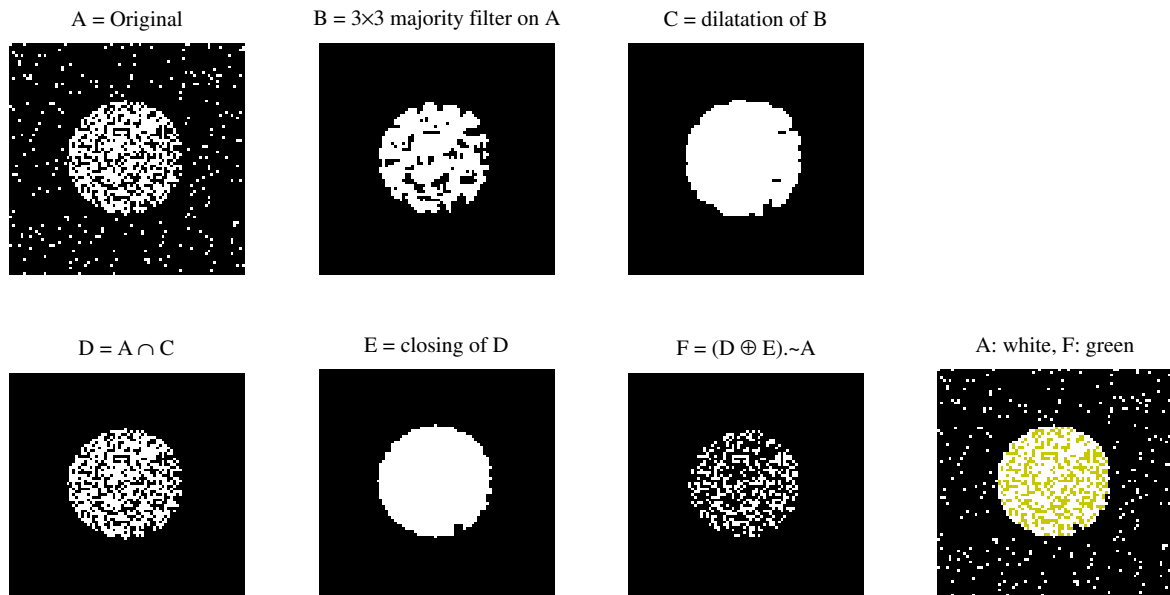 A = Original
B = 3×3 majority filter on A
C = dilatation of B
D = A ∩ C
E = closing of D
F = (D ⊕ E).~A
A: white, F: green